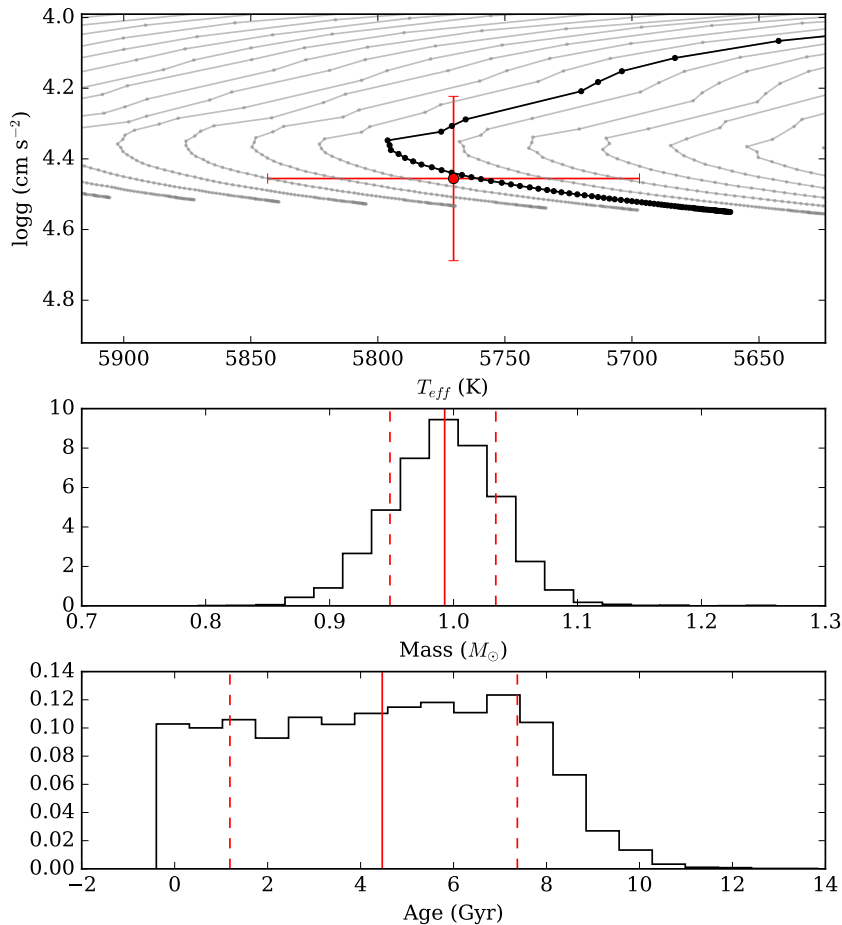 4.0
4.2
4.4
4.6
4.8
logg (cm s⁻²)
5900 5850 5800 5750 5700 5650
T_eff (K)
10
8
6
4
2
0
0.7 0.8 0.9 1.0 1.1 1.2 1.3
Mass (M⊙)
0.14
0.12
0.10
0.08
0.06
0.04
0.02
0.00
−2 0 2 4 6 8 10 12 14
Age (Gyr)